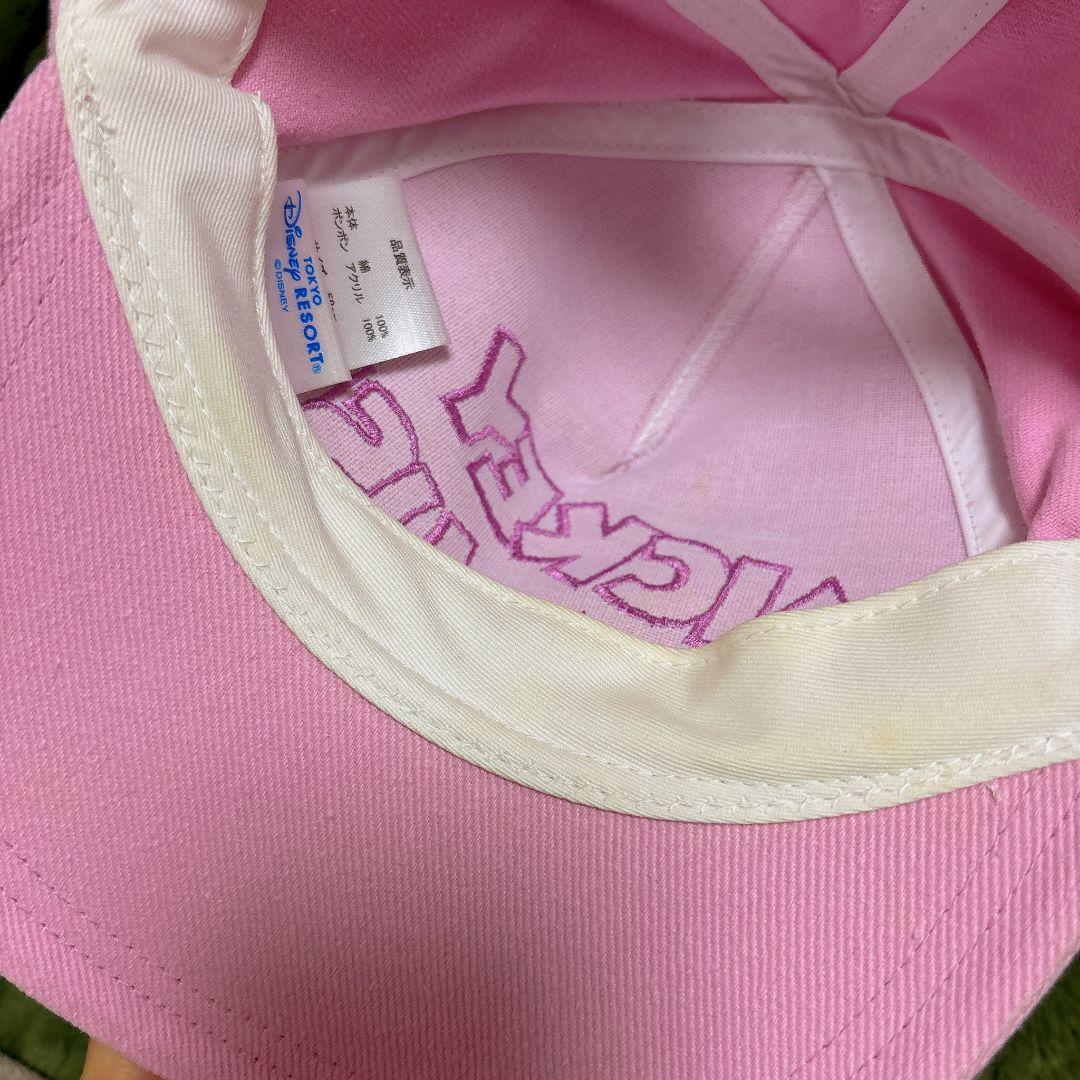 品質表示
本体 綿 100%
ポンポン アクリル 100%
TOKYO
DISNEY RESORT®
©DISNEY
MICKEY